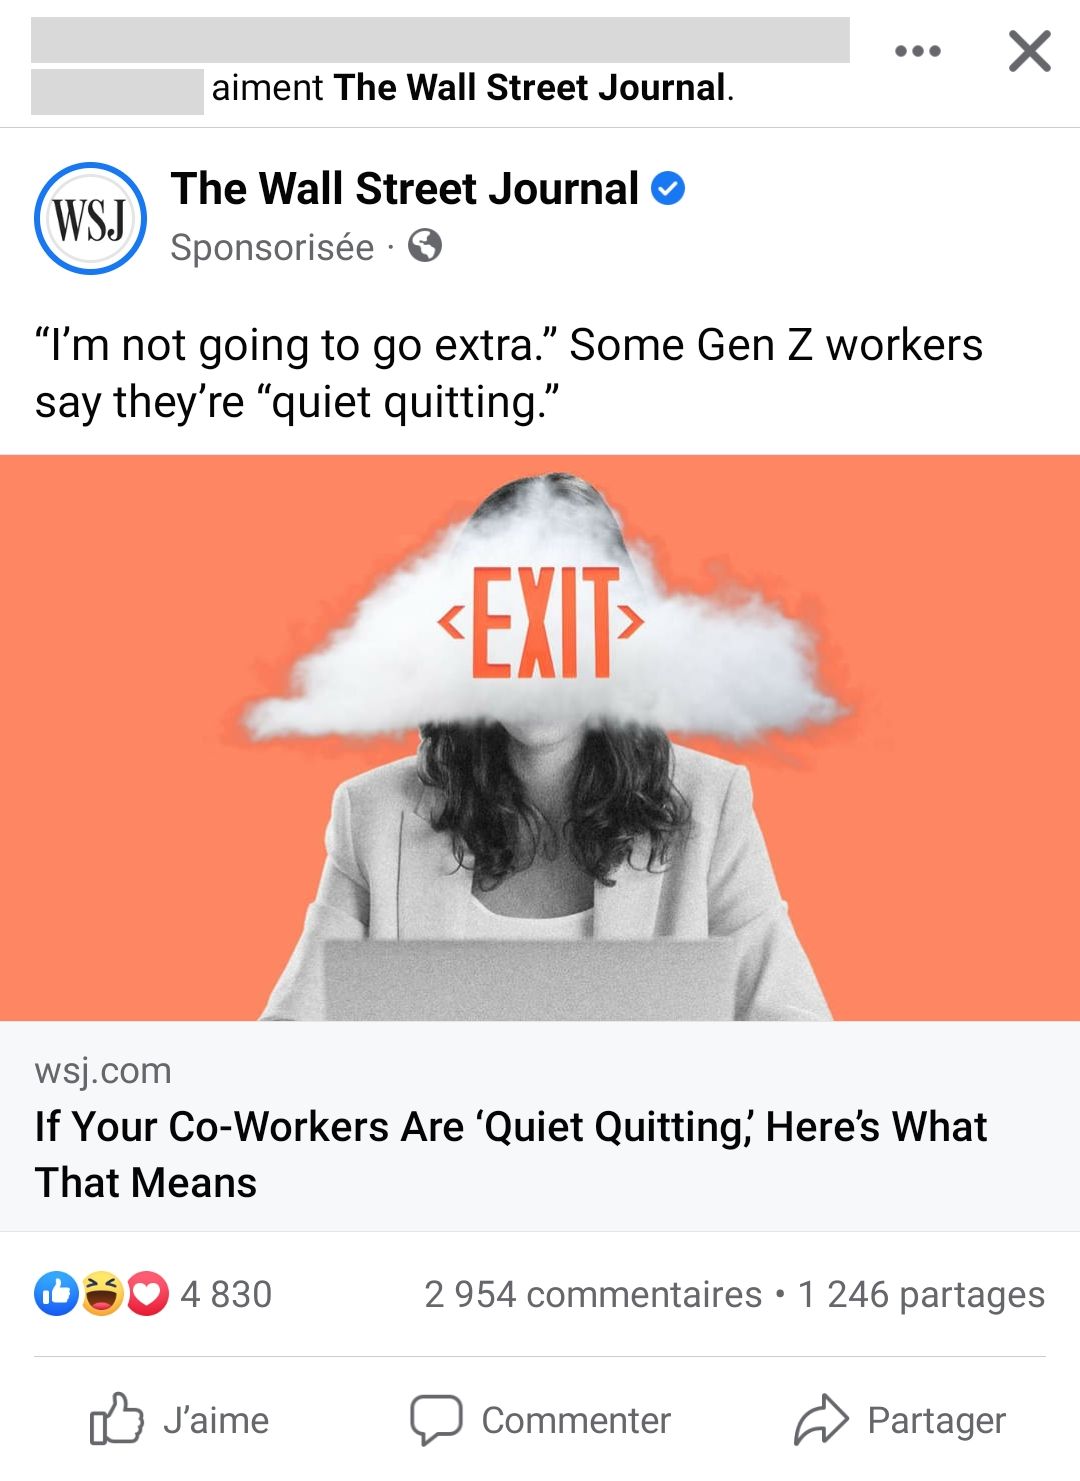 aiment The Wall Street Journal.
WSJ
The Wall Street Journal
Sponsorisée ·
“I’m not going to go extra.” Some Gen Z workers
say they’re “quiet quitting.”
<EXIT>
wsj.com
If Your Co-Workers Are ‘Quiet Quitting,’ Here’s What
That Means
4 830 2 954 commentaires • 1 246 partages
J’aime Commenter Partager